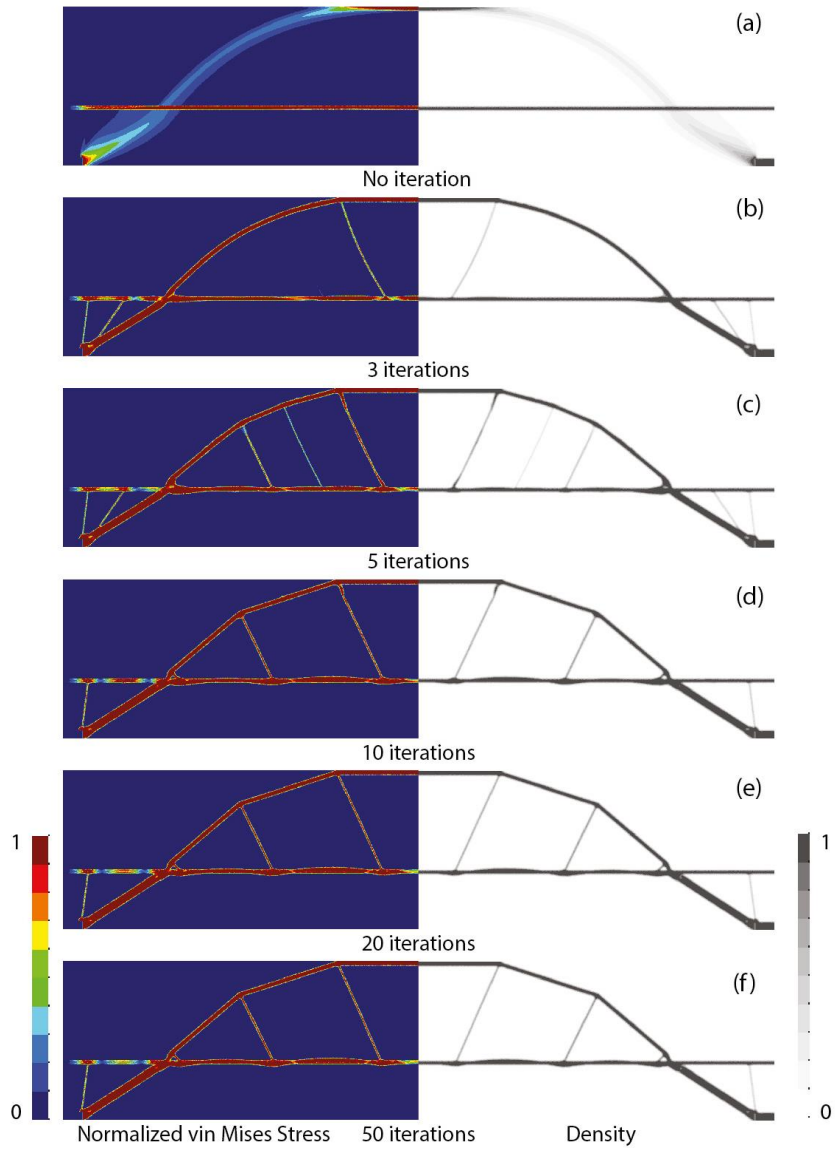 (a)
No iteration
(b)
3 iterations
(c)
5 iterations
(d)
10 iterations
(e)
1
1
20 iterations
(f)
0
0
Normalized vin Mises Stress 50 iterations Density